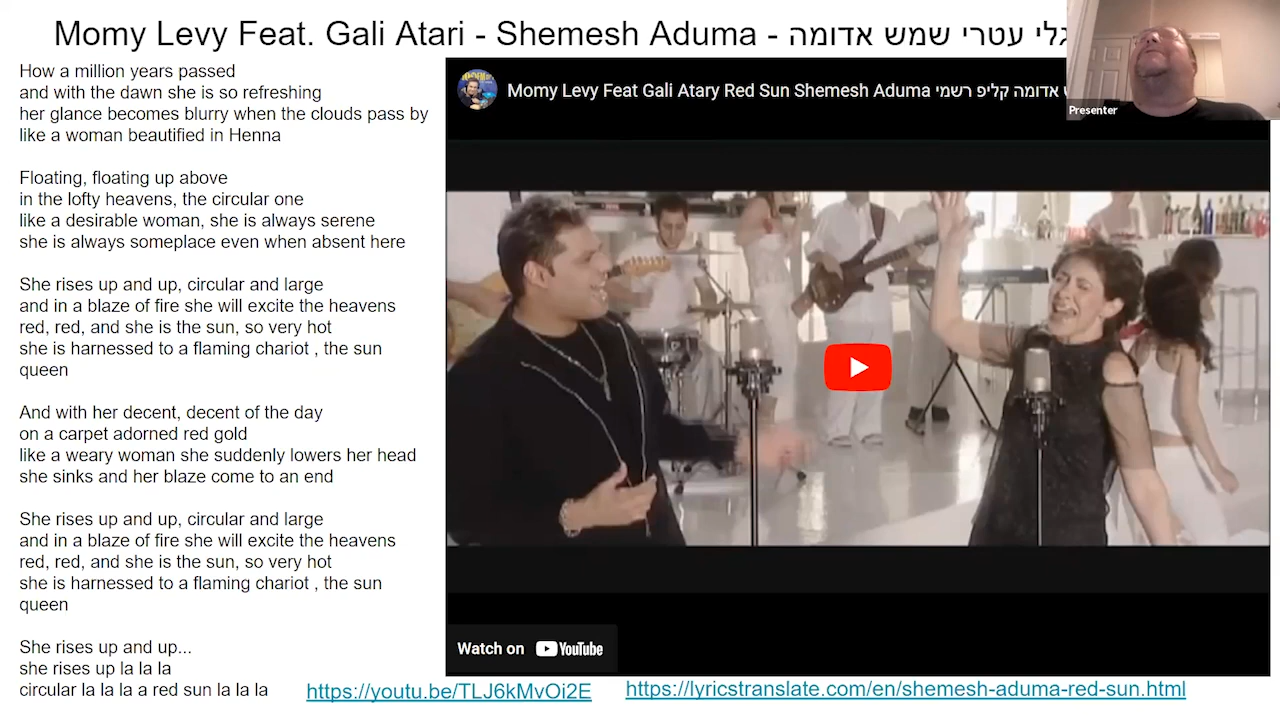 Momy Levy Feat. Gali Atari - Shemesh Aduma - גלי עטרי שמש אדומה
How a million years passed
and with the dawn she is so refreshing
her glance becomes blurry when the clouds pass by
like a woman beautified in Henna
Floating, floating up above
in the lofty heavens, the circular one
like a desirable woman, she is always serene
she is always someplace even when absent here
She rises up and up, circular and large
and in a blaze of fire she will excite the heavens
red, red, and she is the sun, so very hot
she is harnessed to a flaming chariot , the sun
queen
And with her decent, decent of the day
on a carpet adorned red gold
like a weary woman she suddenly lowers her head
she sinks and her blaze come to an end
She rises up and up, circular and large
and in a blaze of fire she will excite the heavens
red, red, and she is the sun, so very hot
she is harnessed to a flaming chariot , the sun
queen
She rises up and up...
she rises up la la la
circular la la la a red sun la la la
Momy Levy Feat Gali Atary Red Sun Shemesh Aduma ש אדומה קליפ רשמי
Presenter
Watch on YouTube
https://youtu.be/TLJ6kMvOi2E
https://lyricstranslate.com/en/shemesh-aduma-red-sun.html